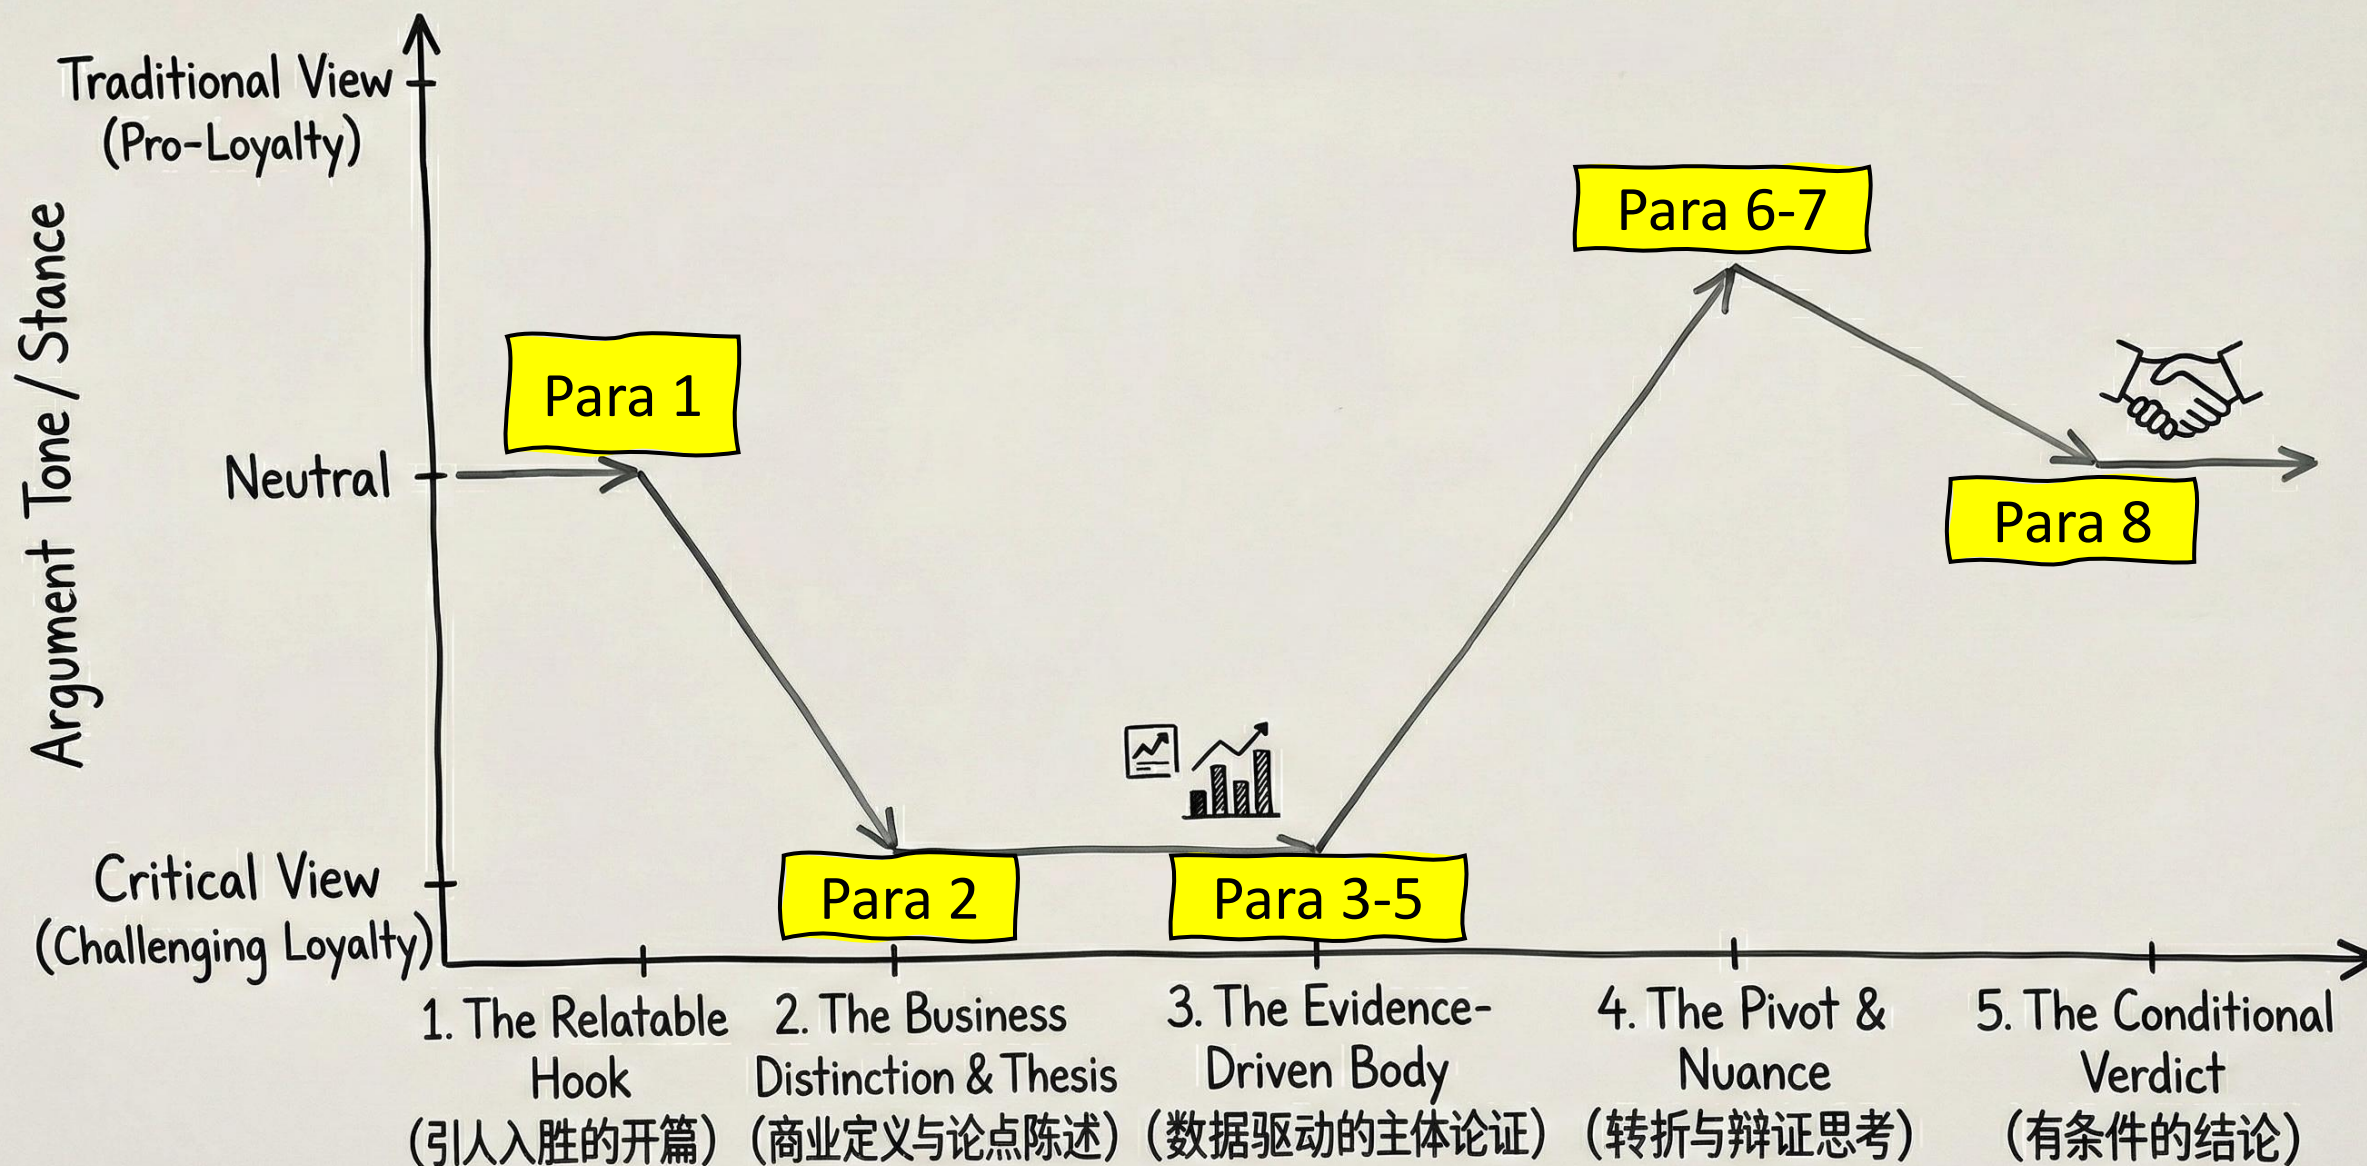 Traditional View
(Pro-Loyalty)
Argument Tone/Stance
Neutral
Critical View
(Challenging Loyalty)
Para 1
Para 2
Para 3-5
Para 6-7
Para 8
1. The Relatable
Hook
(引人入胜的开篇)
2. The Business
Distinction & Thesis
(商业定义与论点陈述)
3. The Evidence-
Driven Body
(数据驱动的主体论证)
4. The Pivot &
Nuance
(转折与辩证思考)
5. The Conditional
Verdict
(有条件的结论)